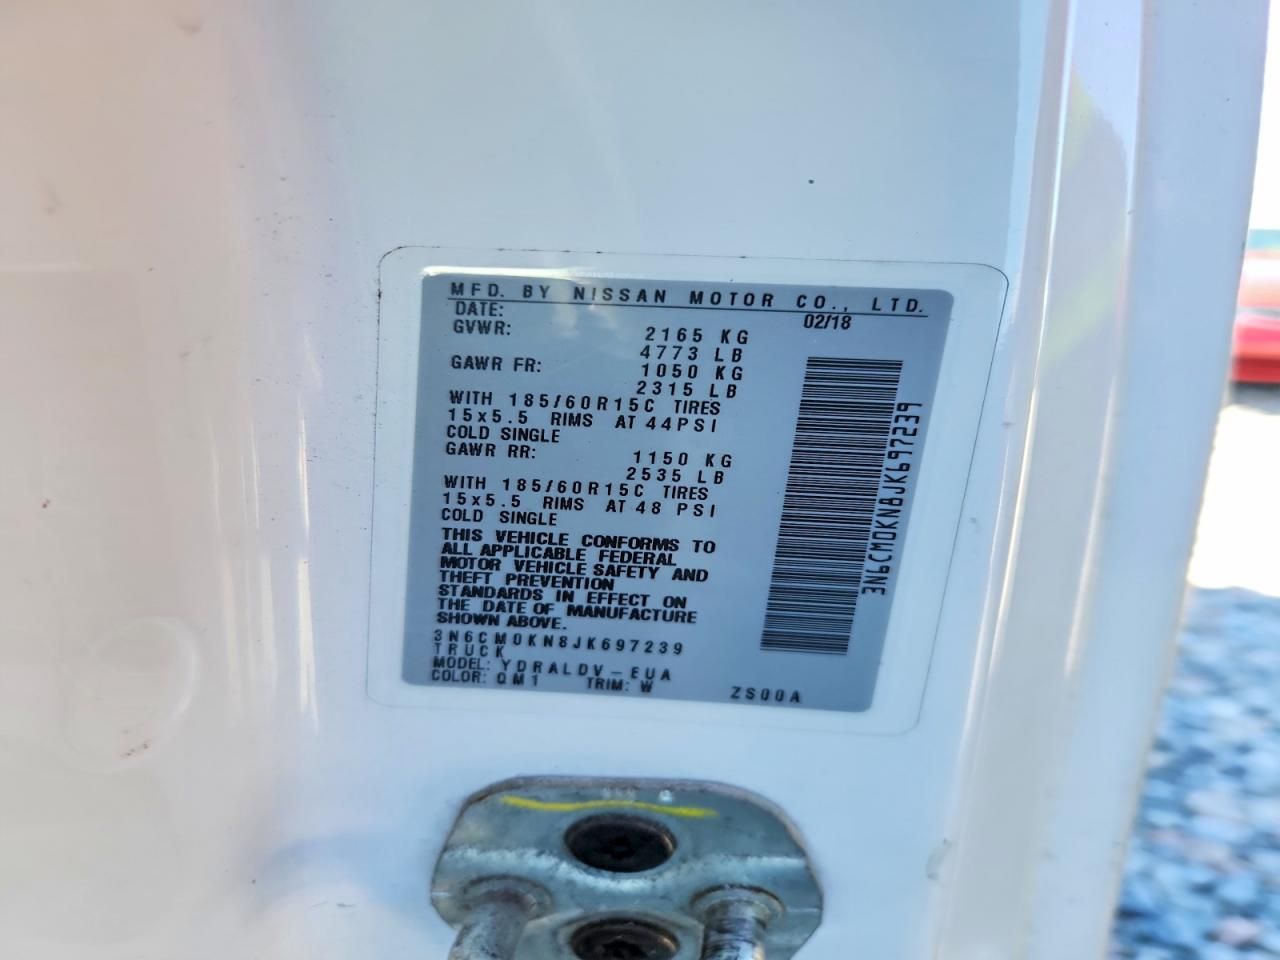 MFD. BY NISSAN MOTOR CO., LTD.
DATE: 02/18
GVWR: 2165 KG
4773 LB
GAWR FR: 1050 KG
2315 LB
WITH 185/60R15C TIRES
15x5.5 RIMS AT 44PSI
COLD SINGLE
GAWR RR: 1150 KG
2535 LB
WITH 185/60R15C TIRES
15x5.5 RIMS AT 48 PSI
COLD SINGLE
THIS VEHICLE CONFORMS TO
ALL APPLICABLE FEDERAL
MOTOR VEHICLE SAFETY AND
THEFT PREVENTION
STANDARDS IN EFFECT ON
THE DATE OF MANUFACTURE
SHOWN ABOVE.
3N6CM0KN8JK697239
TRUCK
MODEL: YDRALDV-EUA
COLOR: QM1 TRIM: W ZS00A
3N6CM0KN8JK697239